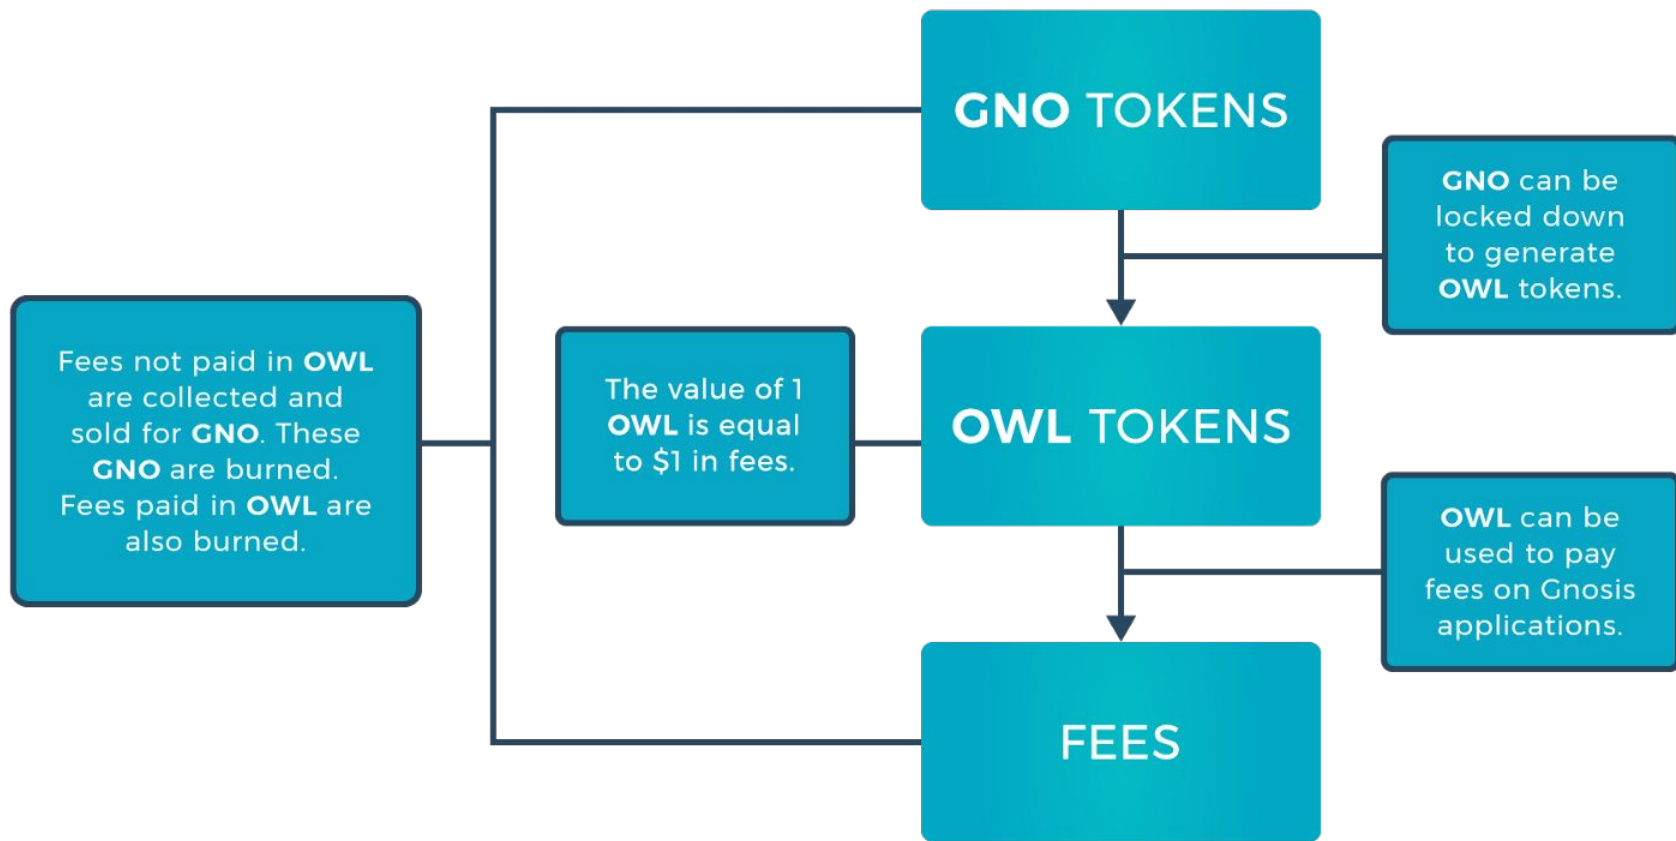 GNO TOKENS
GNO can be
locked down
to generate
OWL tokens.
Fees not paid in OWL
are collected and
sold for GNO. These
GNO are burned.
Fees paid in OWL are
also burned.
The value of 1
OWL is equal
to $1 in fees.
OWL TOKENS
OWL can be
used to pay
fees on Gnosis
applications.
FEES